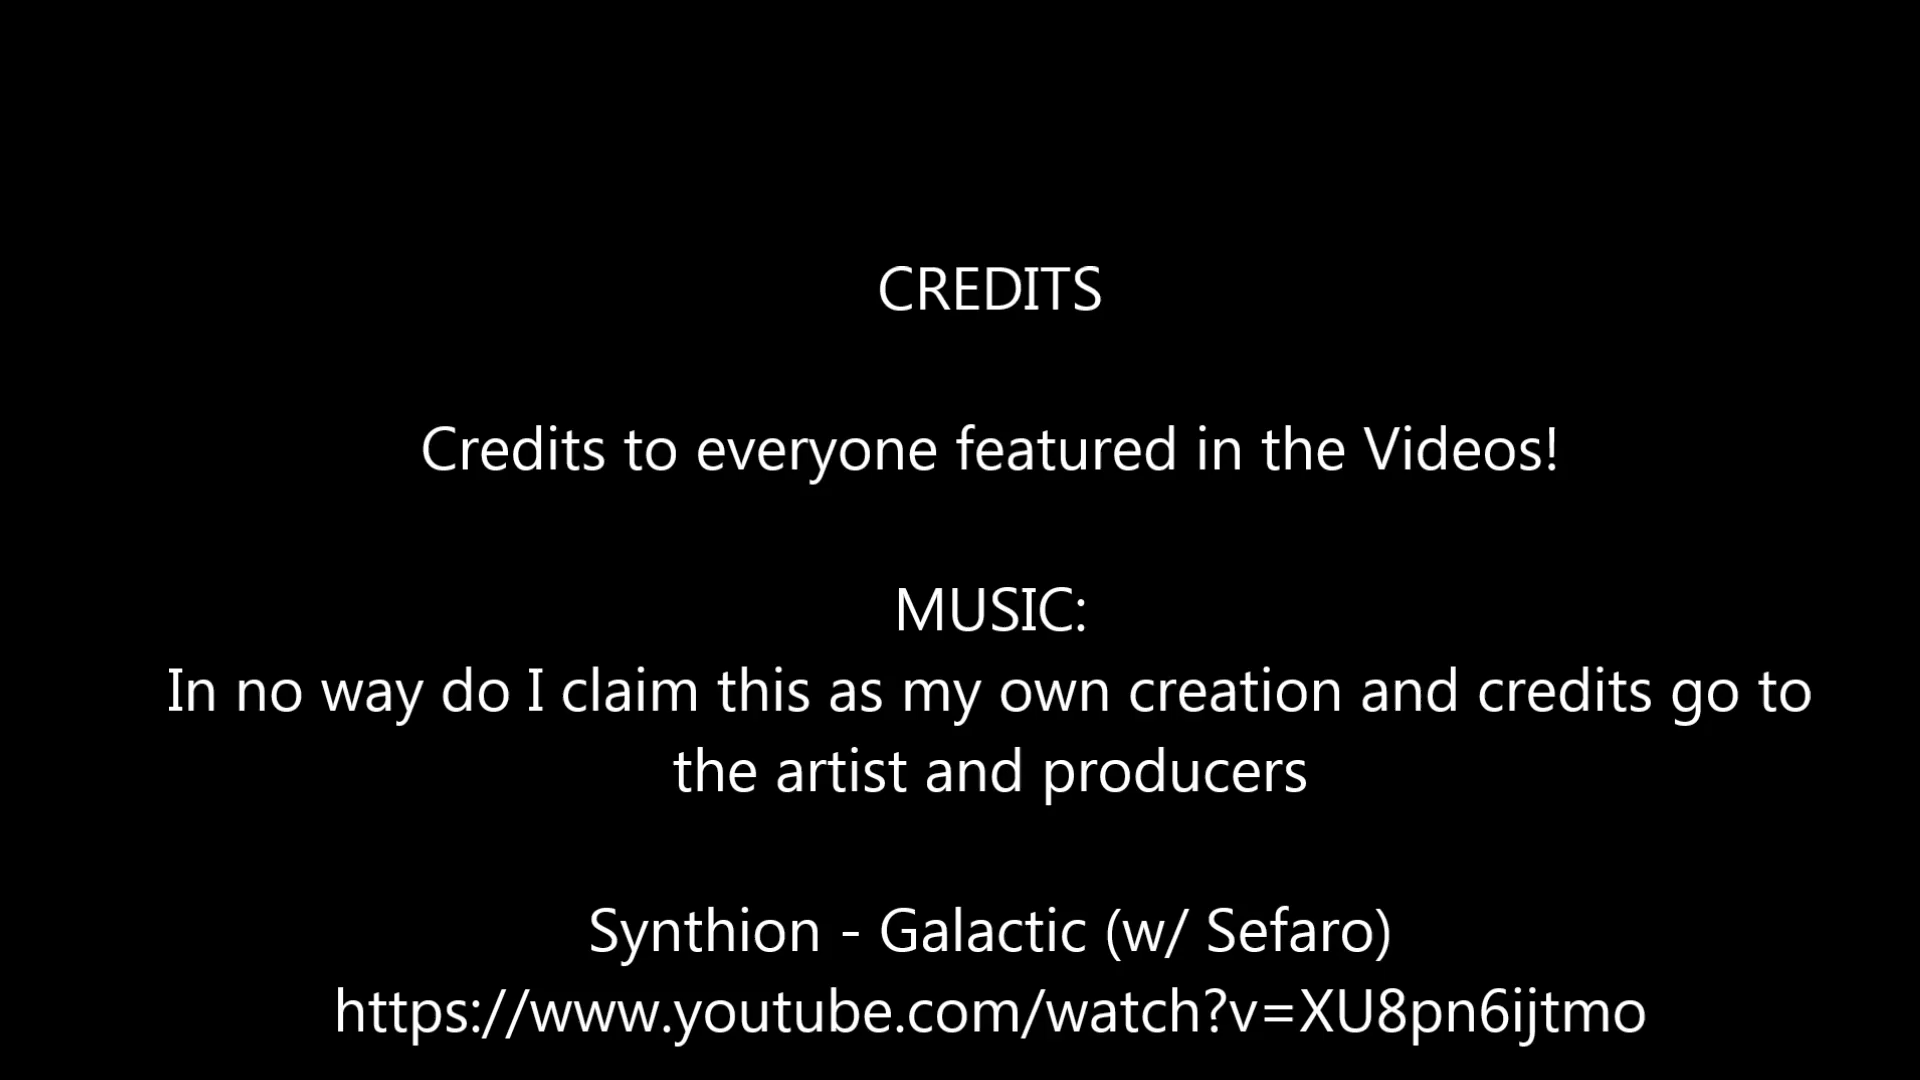 CREDITS
Credits to everyone featured in the Videos!
MUSIC:
In no way do I claim this as my own creation and credits go to
the artist and producers
Synthion - Galactic (w/ Sefaro)
https://www.youtube.com/watch?v=XU8pn6ijtmo